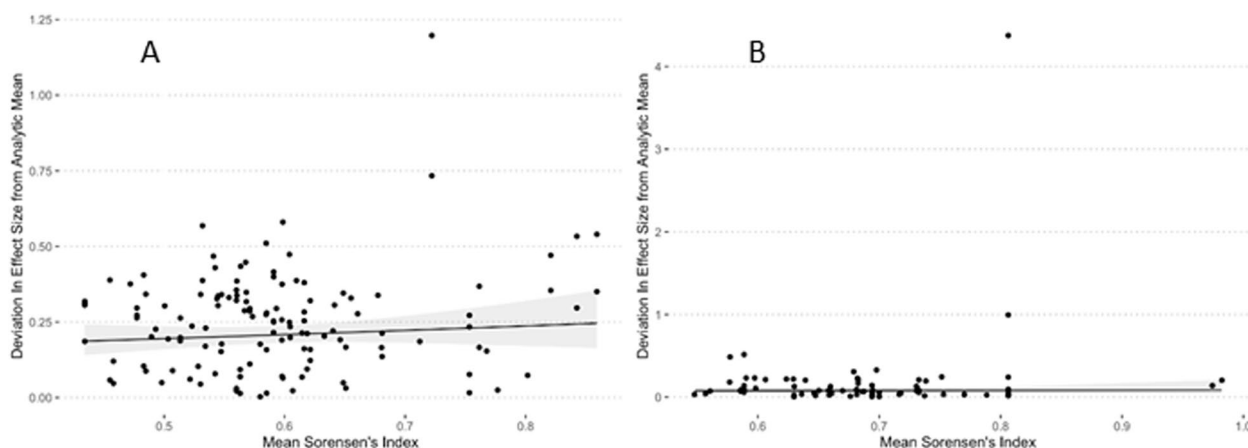 A
Deviation In Effect Size from Analytic Mean
1.25
1.00
0.75
0.50
0.25
0.00
0.5 0.6 0.7 0.8
Mean Sorensen's Index
B
Deviation In Effect Size from Analytic Mean
4
3
2
1
0
0.6 0.7 0.8 0.9 1.0
Mean Sorensen's Index